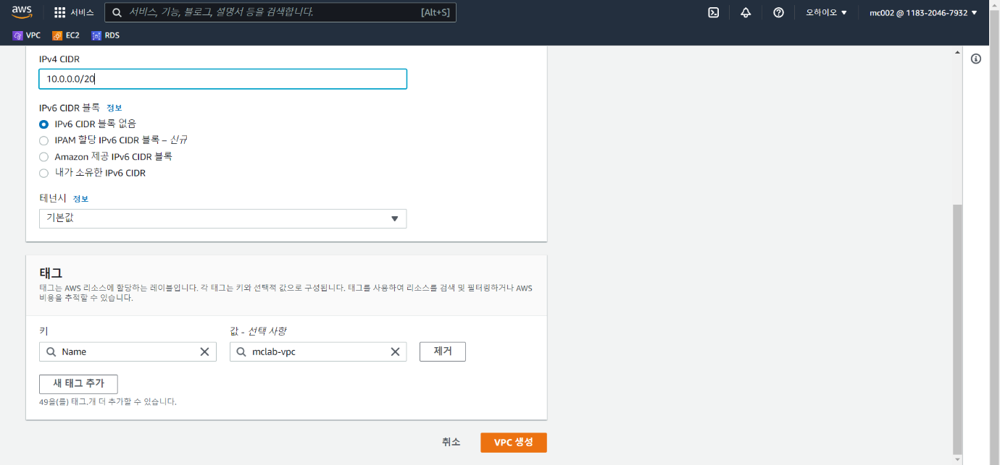 aws
서비스
서비스, 기능, 블로그, 설명서 등을 검색합니다.
[Alt+S]
오하이오
mc002 @ 1183-2046-7932
VPC
EC2
RDS
IPv4 CIDR
10.0.0.0/20
IPv6 CIDR 블록 정보
IPv6 CIDR 블록 없음
IPAM 할당 IPv6 CIDR 블록 – 신규
Amazon 제공 IPv6 CIDR 블록
내가 소유한 IPv6 CIDR
테넌시 정보
기본값
태그
태그는 AWS 리소스에 할당하는 레이블입니다. 각 태그는 키와 선택적 값으로 구성됩니다. 태그를 사용하여 리소스를 검색 및 필터링하거나 AWS
비용을 추적할 수 있습니다.
키
값 - 선택 사항
Name
mclab-vpc
제거
새 태그 추가
49을(를) 태그.개 더 추가할 수 있습니다.
취소
VPC 생성